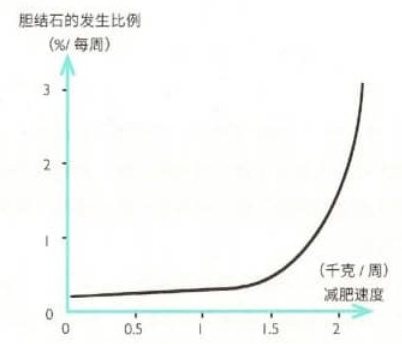 胆结石的发生比例
（%/ 每周）
3
2
1
0
（千克 / 周）
减肥速度
0 0.5 1 1.5 2